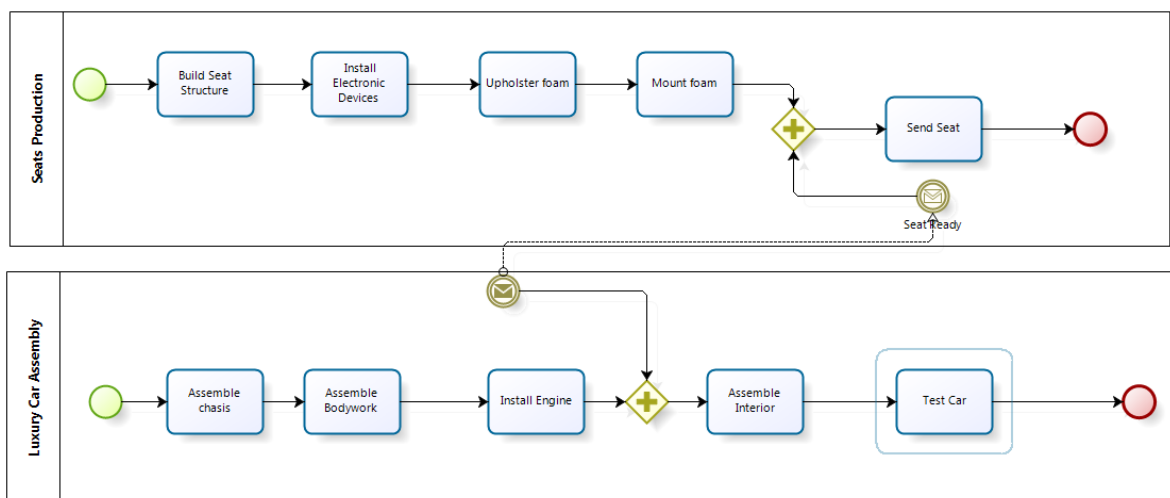 Seats Production
Build Seat
Structure
Install
Electronic
Devices
Upholster foam
Mount foam
Send Seat
Seat Ready
Luxury Car Assembly
Assemble
chasis
Assemble
Bodywork
Install Engine
Assemble
Interior
Test Car